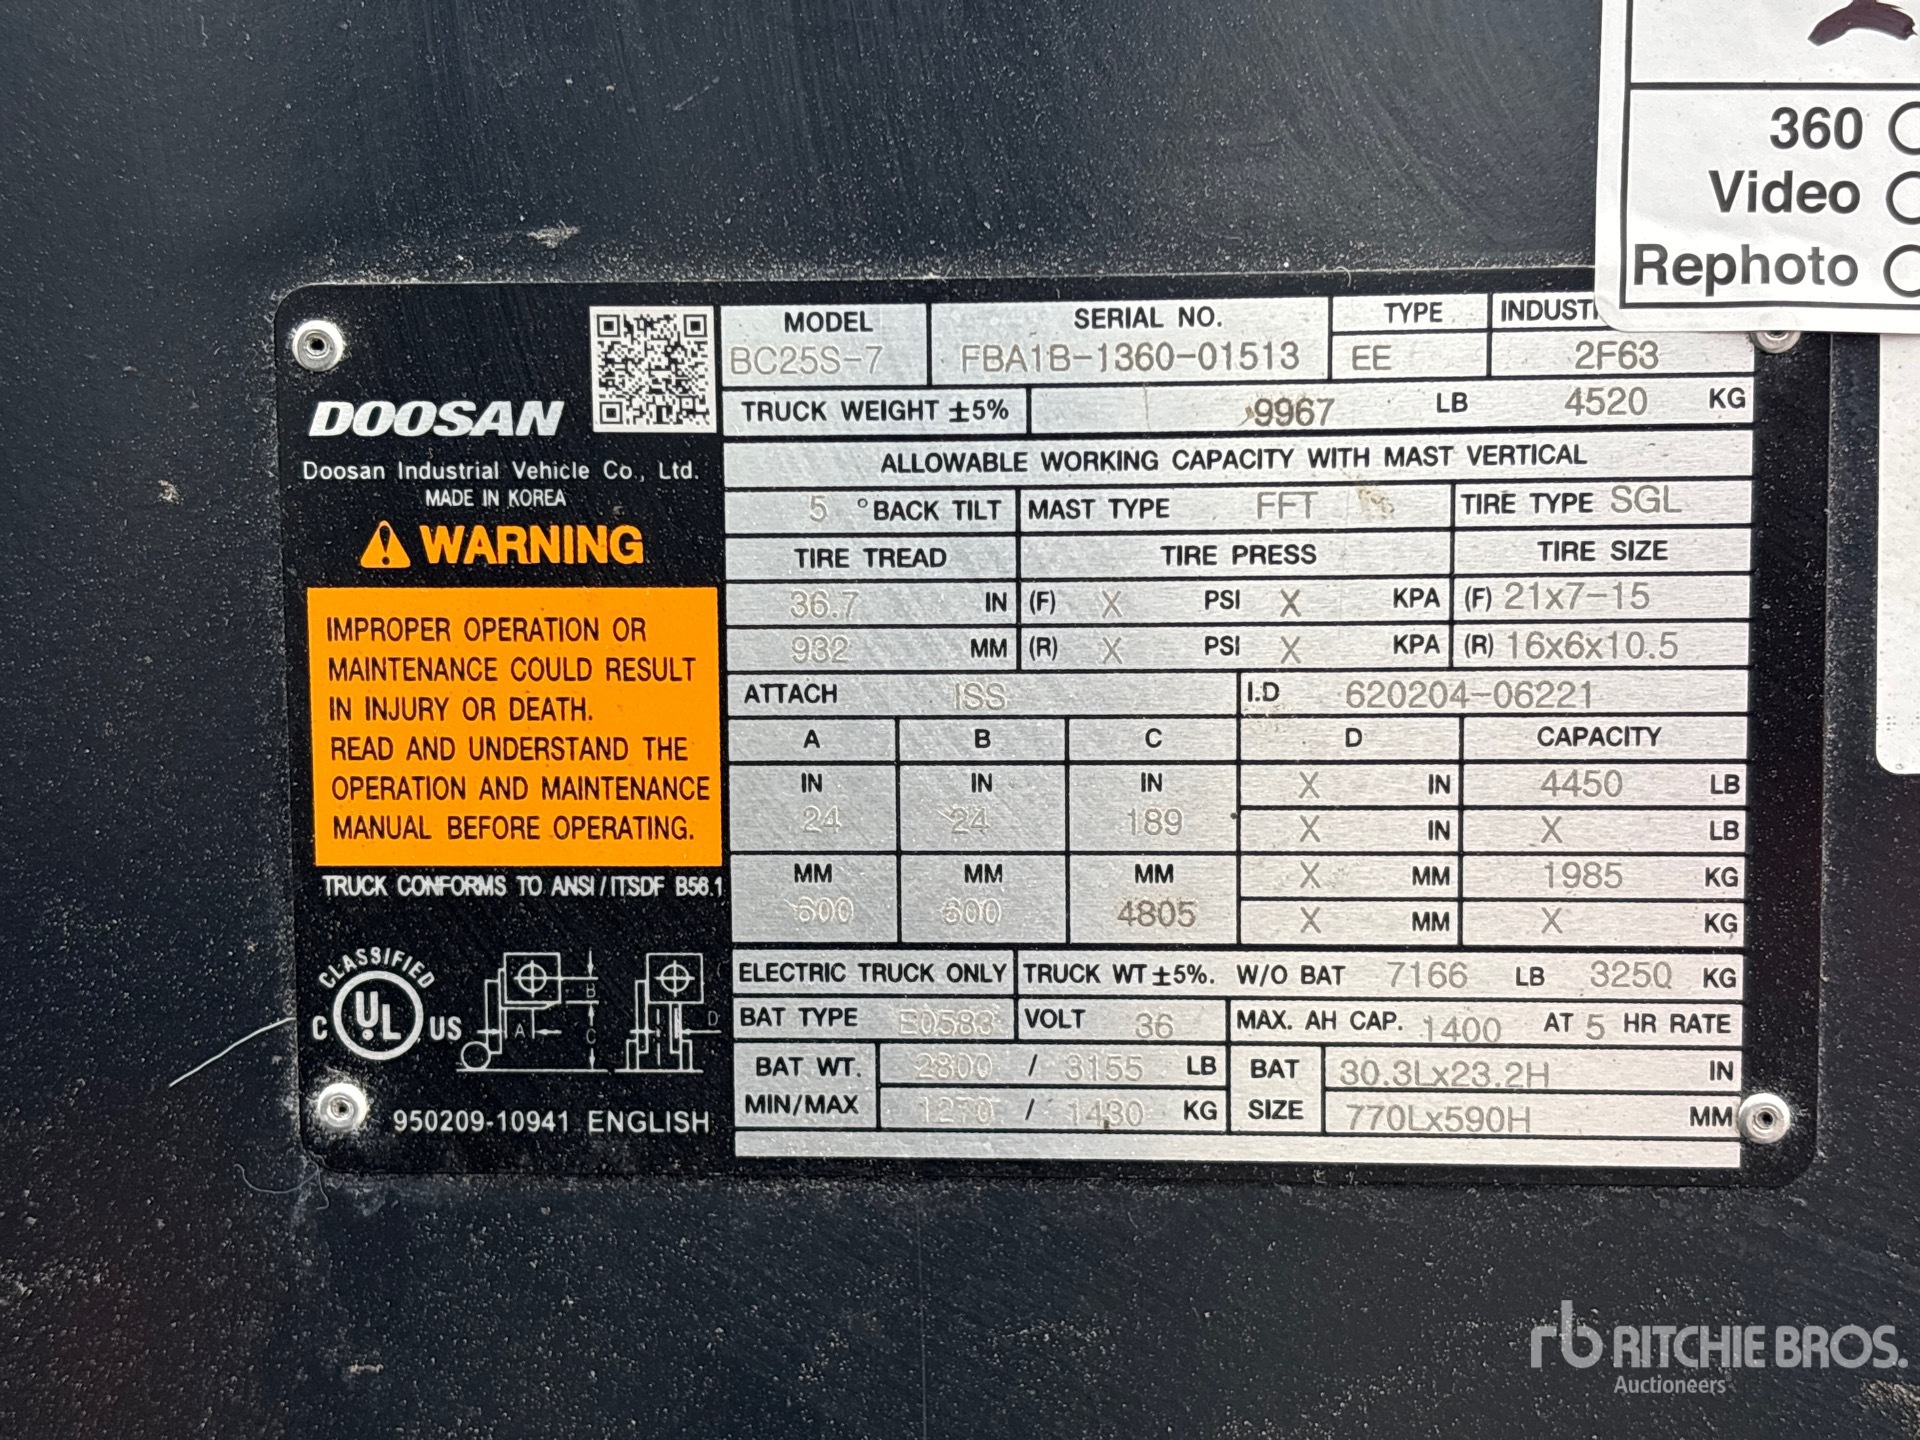 360
Video
Rephoto
DOOSAN
Doosan Industrial Vehicle Co., Ltd.
MADE IN KOREA
WARNING
IMPROPER OPERATION OR
MAINTENANCE COULD RESULT
IN INJURY OR DEATH.
READ AND UNDERSTAND THE
OPERATION AND MAINTENANCE
MANUAL BEFORE OPERATING.
TRUCK CONFORMS TO ANSI/ITSDF B56.1
CLASSIFIED
C UL US
A B C D
950209-10941 ENGLISH
MODEL SERIAL NO. TYPE
BC25S-7 FBA1B-1360-01513 EE 2F63
TRUCK WEIGHT ±5% 9967 LB 4520 KG
ALLOWABLE WORKING CAPACITY WITH MAST VERTICAL
5 °BACK TILT MAST TYPE FFT TIRE TYPE SGL
TIRE TREAD TIRE PRESS TIRE SIZE
36.7 IN (F) X PSI X KPA (F) 21x7-15
932 MM (R) X PSI X KPA (R) 16x6x10.5
ATTACH ISS I.D 620204-06221
A B C D CAPACITY
IN IN IN X IN 4450 LB
24 24 189 X IN X LB
MM MM MM X MM 1985 KG
600 600 4805 X MM X KG
ELECTRIC TRUCK ONLY TRUCK WT ±5%. W/O BAT 7166 LB 3250 KG
BAT TYPE E0583 VOLT 36 MAX. AH CAP. 1400 AT 5 HR RATE
BAT WT. 2800 / 3155 LB BAT 30.3Lx23.2H IN
MIN/MAX 1270 / 1430 KG SIZE 770Lx590H MM
rb RITCHIE BROS.
Auctioneers